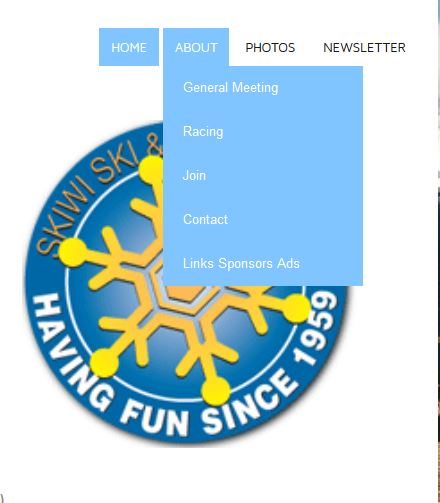 HOME ABOUT PHOTOS NEWSLETTER
General Meeting
Racing
Join
Contact
Links Sponsors Ads
SKIWI SKI &
HAVING FUN SINCE 1959
)